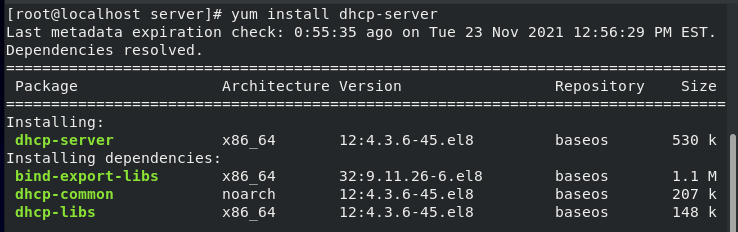 [root@localhost server]# yum install dhcp-server
Last metadata expiration check: 0:55:35 ago on Tue 23 Nov 2021 12:56:29 PM EST.
Dependencies resolved.
================================================================================
 Package                Architecture Version                 Repository    Size
================================================================================
Installing:
 dhcp-server            x86_64       12:4.3.6-45.el8         baseos       530 k
Installing dependencies:
 bind-export-libs       x86_64       32:9.11.26-6.el8        baseos       1.1 M
 dhcp-common            noarch       12:4.3.6-45.el8         baseos       207 k
 dhcp-libs              x86_64       12:4.3.6-45.el8         baseos       148 k